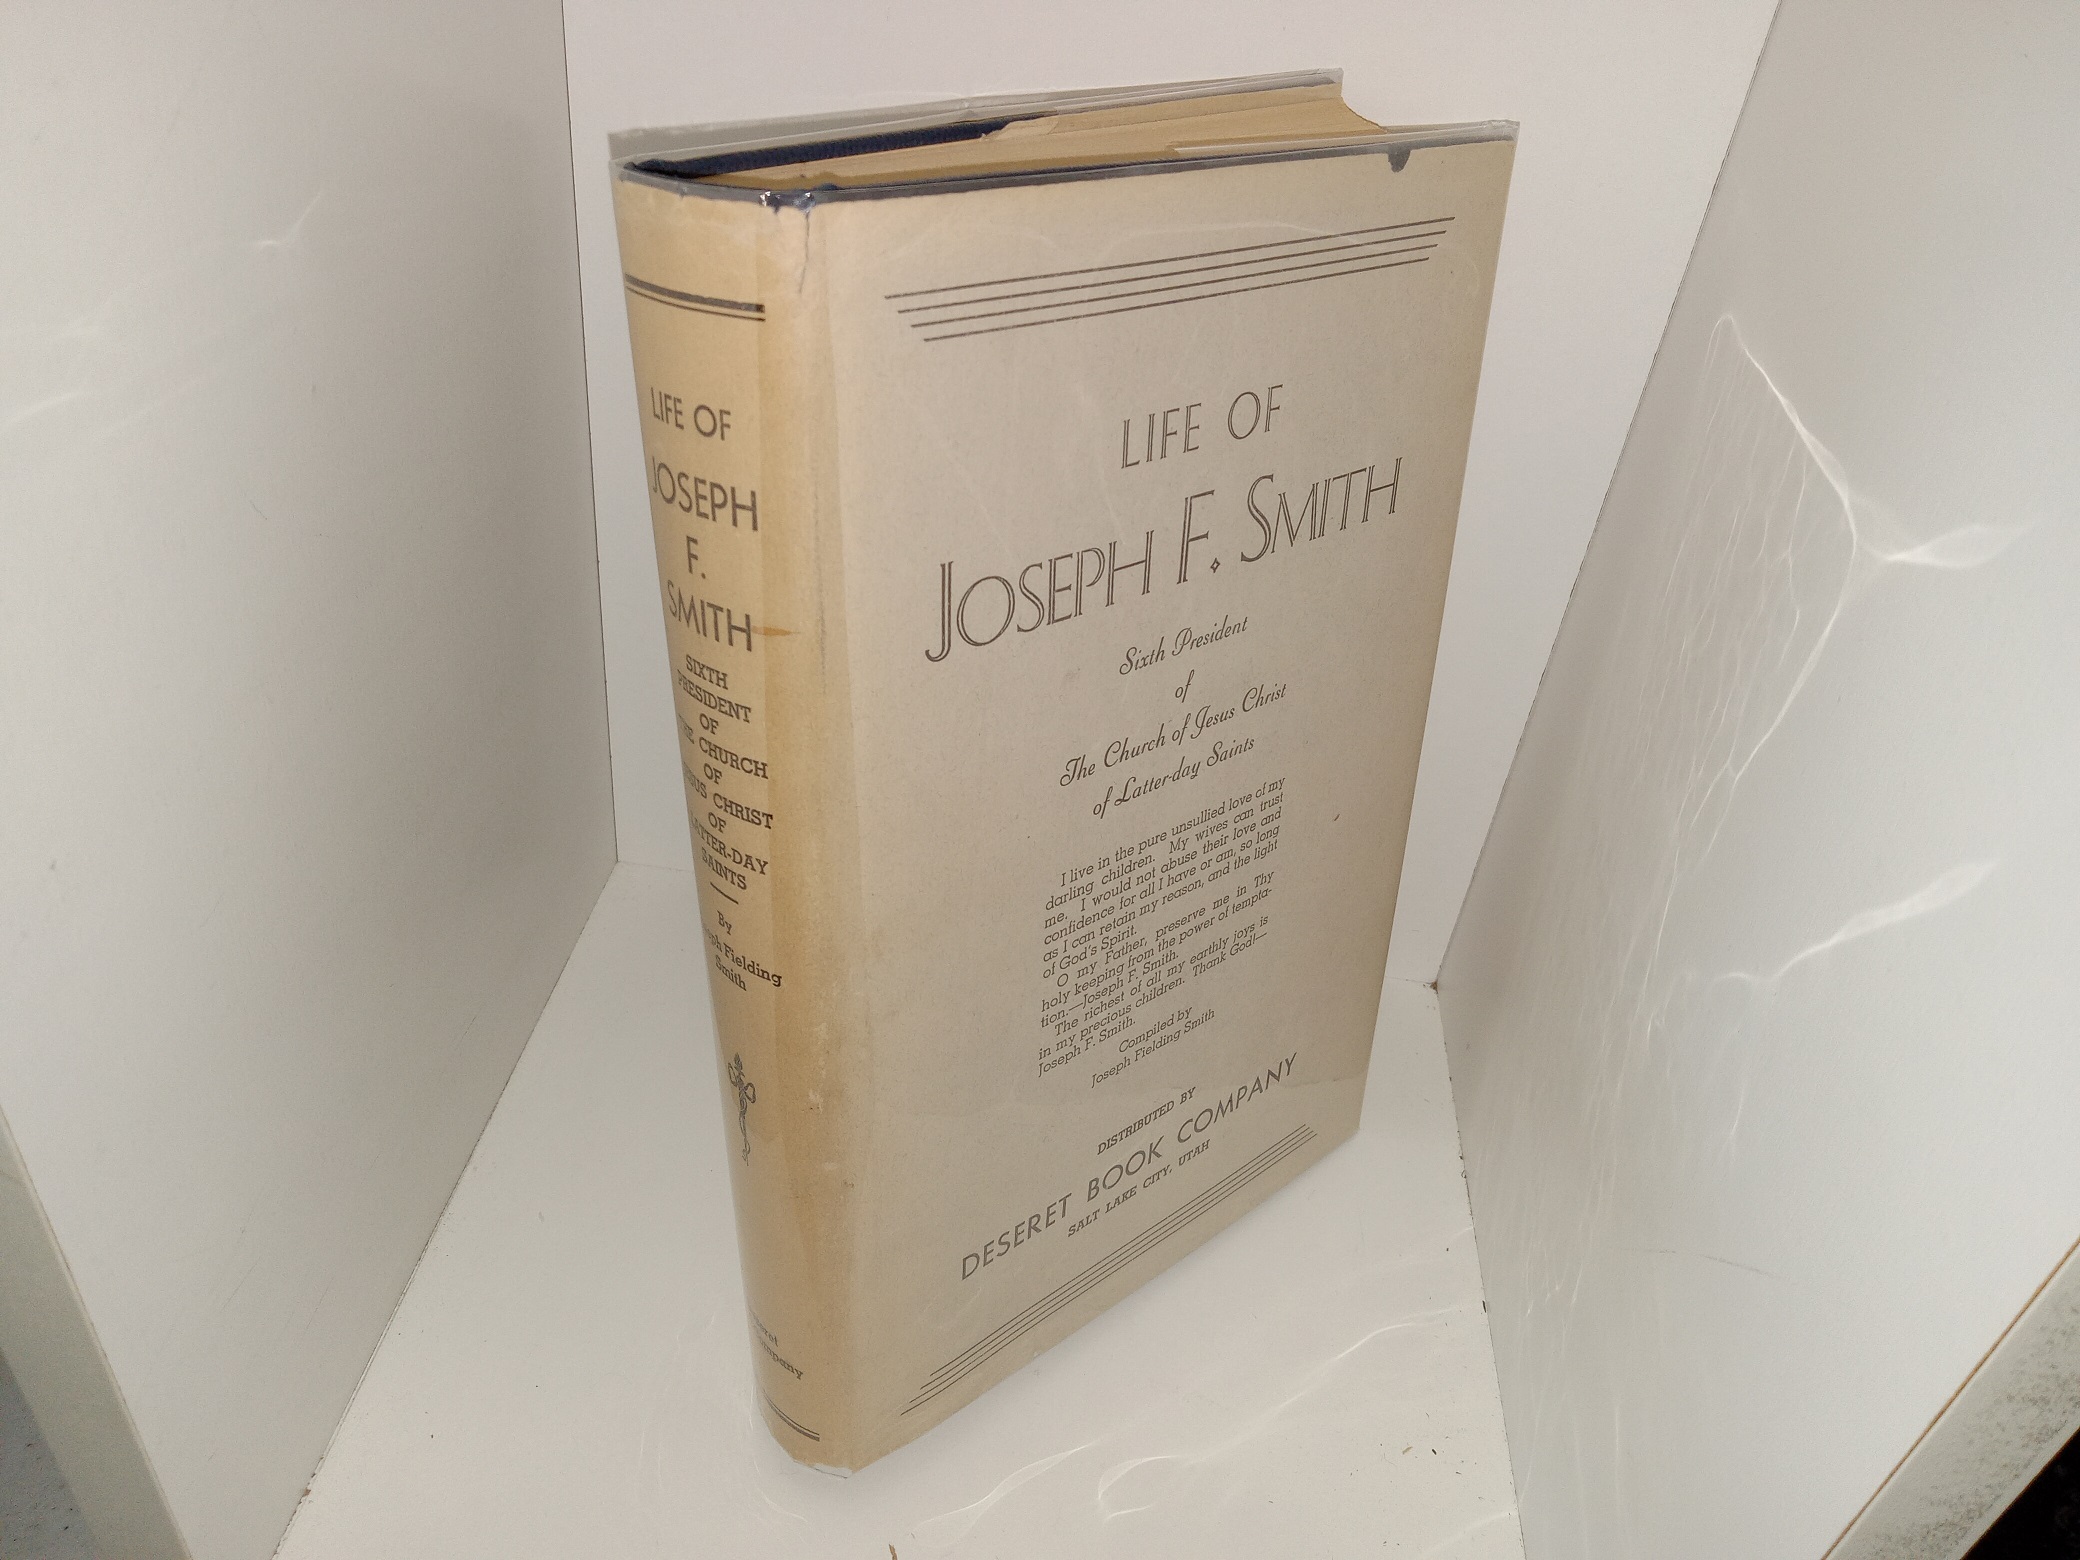 LIFE OF
JOSEPH
F.
SMITH
SIXTH
PRESIDENT
OF
CHURCH
OF
CHRIST
OF
LATTER-DAY
SAINTS
By
Fielding
Smith
LIFE OF
JOSEPH F. SMITH
Sixth President
of
The Church of Jesus Christ
of Latter-day Saints
I live in the pure unsullied love of my
darling children. My wives can trust
me. I would not abuse their love and
confidence for all I have or am, so long
as I can retain my reason, and the light
of God's Spirit.
O my Father, preserve me in Thy
holy keeping from the power of tempta-
tion.—Joseph F. Smith.
The richest of all my earthly joys is
in my precious children. Thank God!—
Joseph F. Smith.
Compiled by
Joseph Fielding Smith
DISTRIBUTED BY
DESERET BOOK COMPANY
SALT LAKE CITY, UTAH